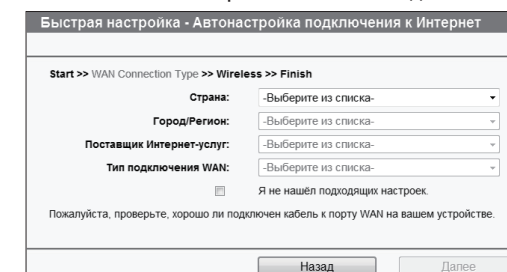 Быстрая настройка - Автонастройка подключения к Интернет
Start >> WAN Connection Type >> Wireless >> Finish
Страна: -Выберите из списка-
Город/Регион: -Выберите из списка-
Поставщик Интернет-услуг: -Выберите из списка-
Тип подключения WAN: -Выберите из списка-
Я не нашёл подходящих настроек.
Пожалуйста, проверьте, хорошо ли подключен кабель к порту WAN на вашем устройстве.
Назад Далее